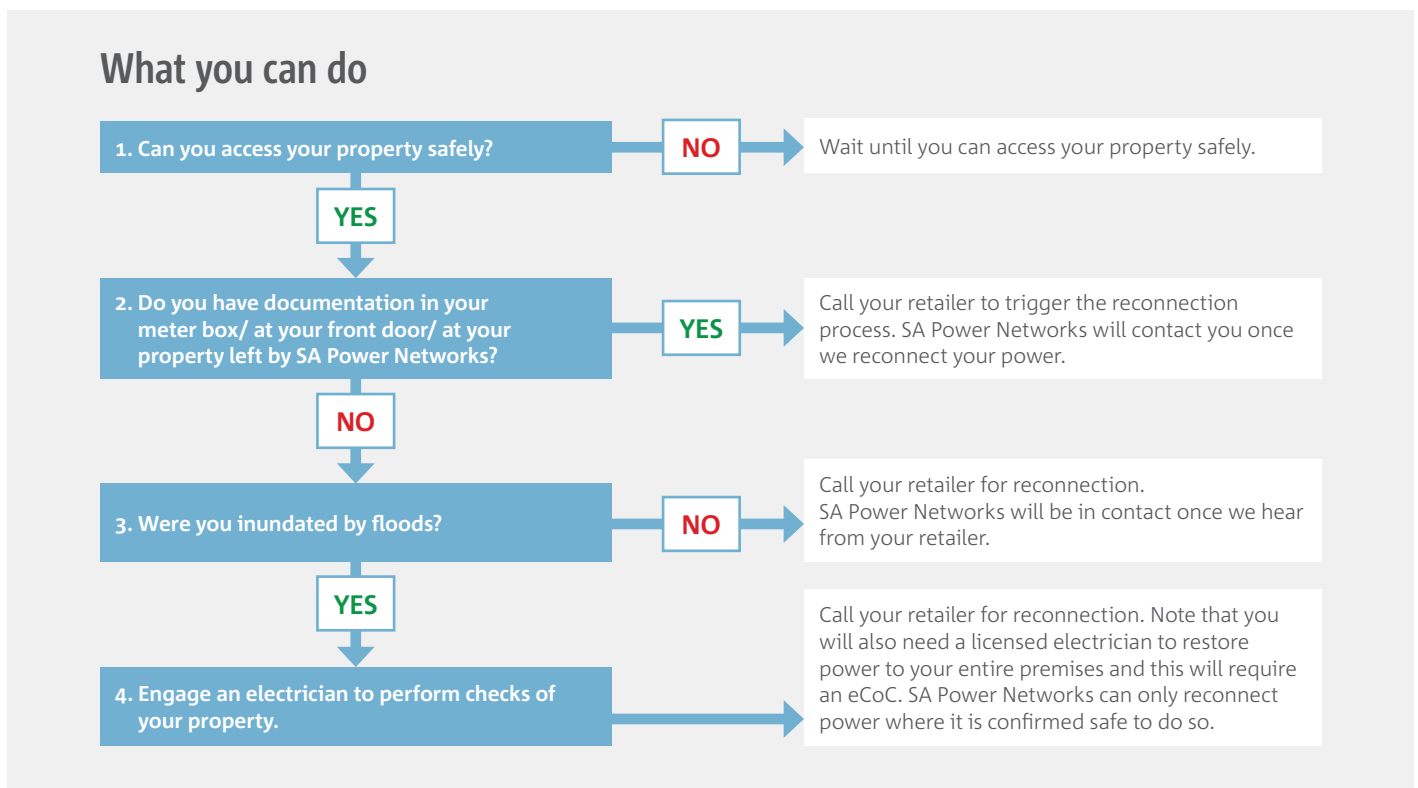 What you can do
1. Can you access your property safely?
NO
Wait until you can access your property safely.
YES
2. Do you have documentation in your
meter box/ at your front door/ at your
property left by SA Power Networks?
YES
Call your retailer to trigger the reconnection
process. SA Power Networks will contact you once
we reconnect your power.
NO
3. Were you inundated by floods?
NO
Call your retailer for reconnection.
SA Power Networks will be in contact once we hear
from your retailer.
YES
4. Engage an electrician to perform checks of
your property.
Call your retailer for reconnection. Note that you
will also need a licensed electrician to restore
power to your entire premises and this will require
an eCoC. SA Power Networks can only reconnect
power where it is confirmed safe to do so.